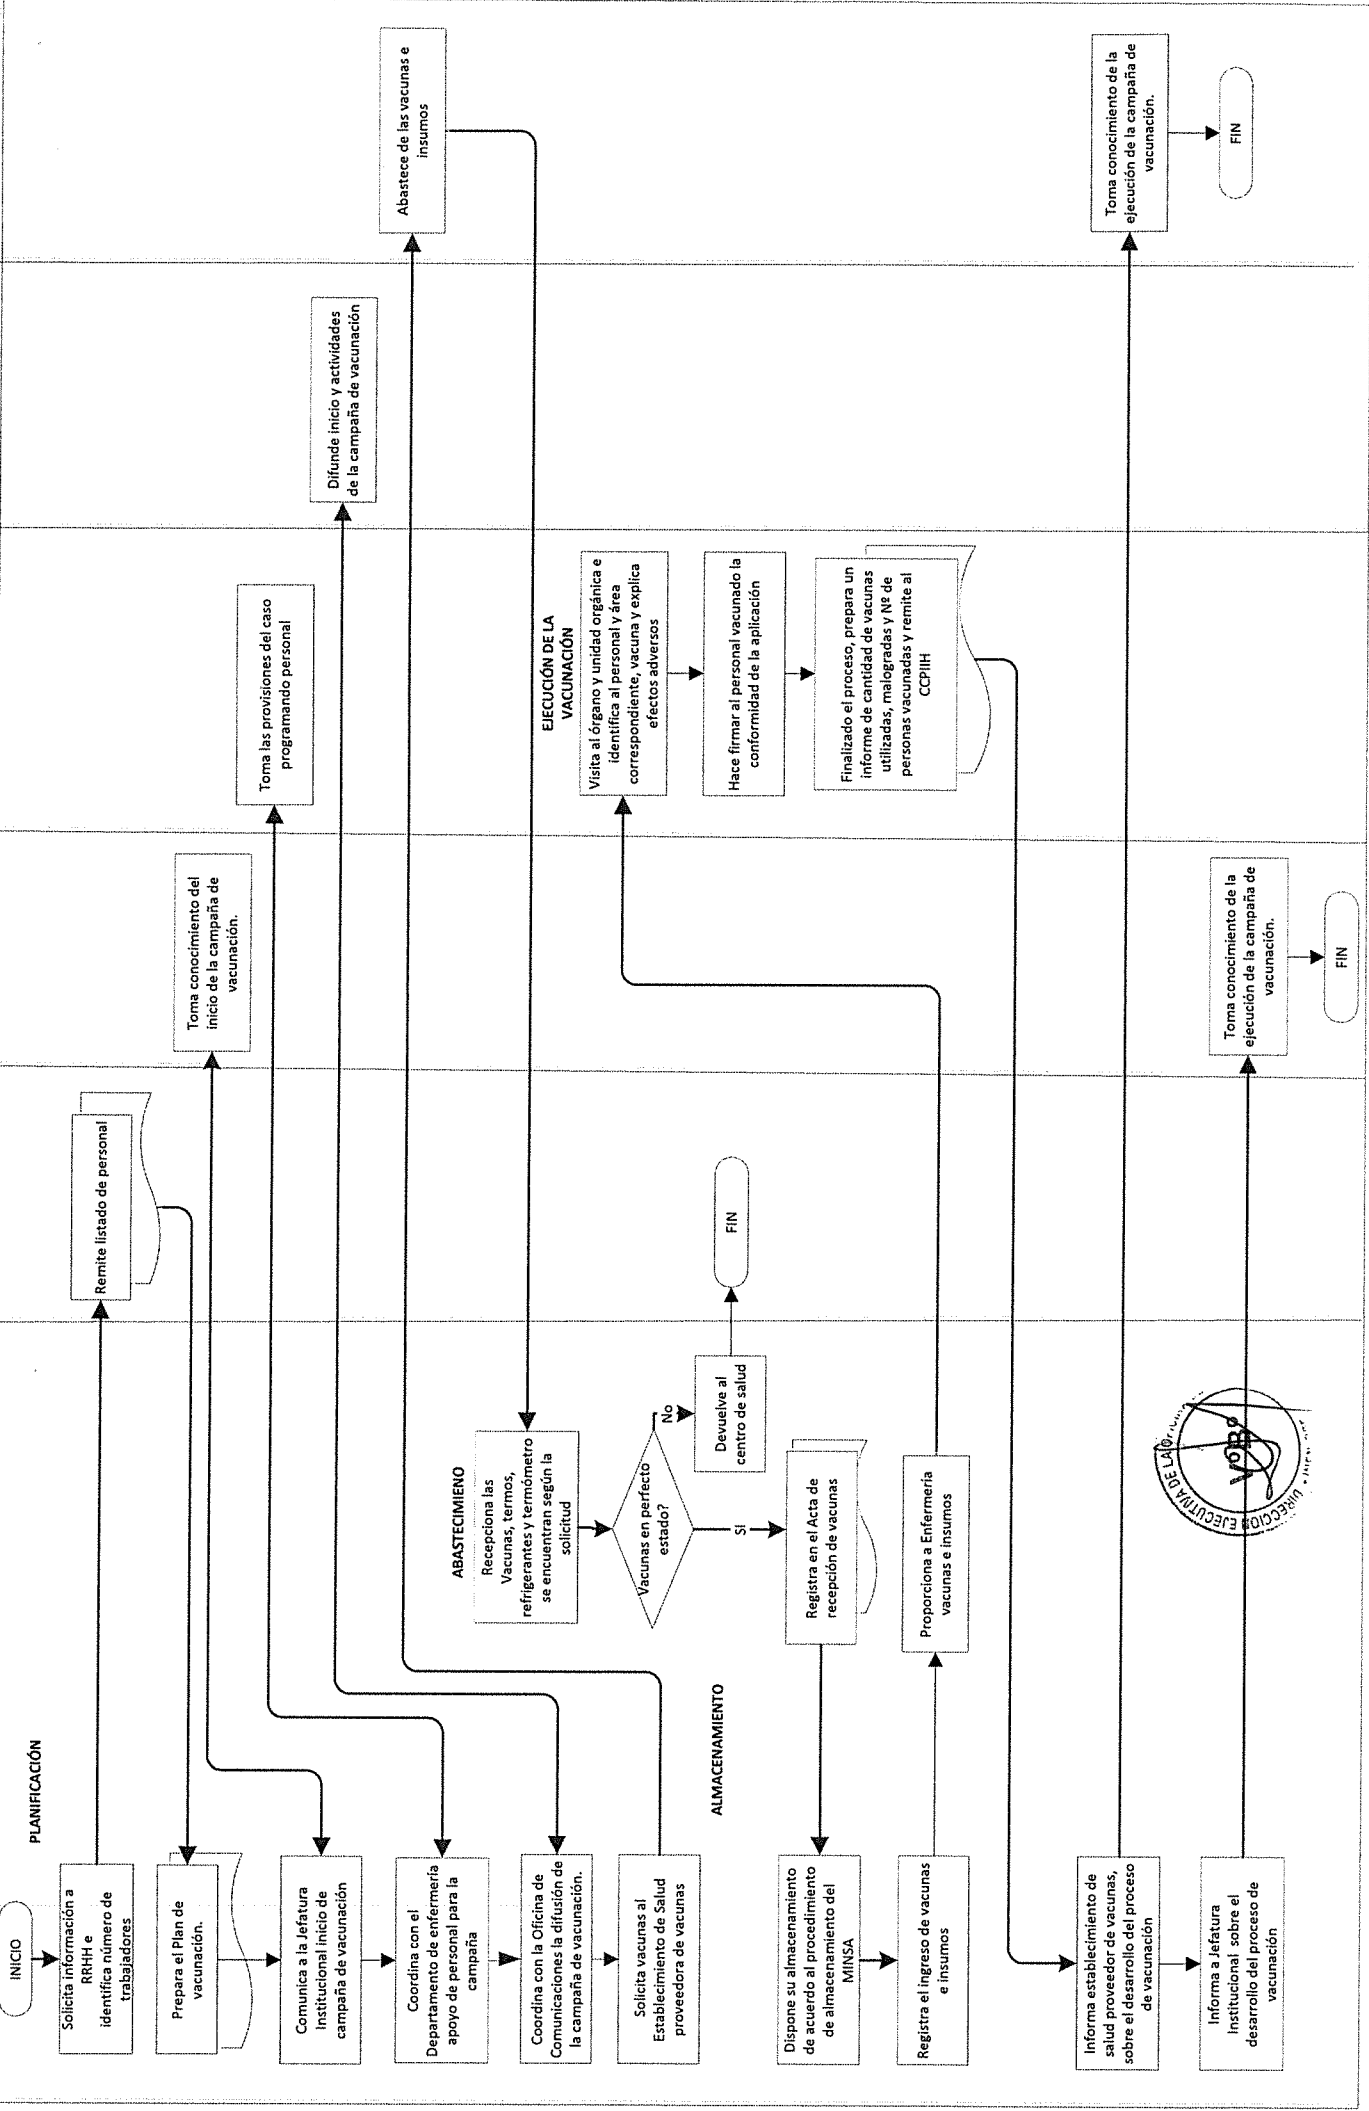 PLANIFICACIÓN
INICIO
Solicita información a
RRHH e
identifica número de
trabajadores
Remite listado de personal
Prepara el Plan de
vacunación.
Comunica a la Jefatura
Institucional inicio de
campaña de vacunación
Toma conocimiento del
inicio de la campaña de
vacunación.
Coordina con el
Departamento de enfermería
apoyo de personal para la
campaña
Toma las provisiones del caso
programando personal
Coordina con la Oficina de
Comunicaciones la difusión de
la campaña de vacunación.
Difunde inicio y actividades
de la campaña de vacunación
Solicita vacunas al
Establecimiento de Salud
proveedora de vacunas
Abastece de las vacunas e
insumos
ABASTECIMIENO
Recepciona las
Vacunas, termos,
refrigerantes y termómetro
se encuentran según la
solicitud
Vacunas en perfecto
estado?
No
Devuelve al
centro de salud
FIN
SI
Registra en el Acta de
recepción de vacunas
ALMACENAMIENTO
Dispone su almacenamiento
de acuerdo al procedimiento
de almacenamiento del
MINSA
Registra el ingreso de vacunas
e insumos
Proporciona a Enfermería
vacunas e insumos
EJECUCIÓN DE LA
VACUNACIÓN
Visita al órgano y unidad orgánica e
identifica al personal y área
correspondiente, vacuna y explica
efectos adversos
Hace firmar al personal vacunado la
conformidad de la aplicación
Finalizado el proceso, prepara un
informe de cantidad de vacunas
utilizadas, malogradas y Nº de
personas vacunadas y remite al
CCPIIH
Informa establecimiento de
salud proveedor de vacunas,
sobre el desarrollo del proceso
de vacunación
Toma conocimiento de la
ejecución de la campaña de
vacunación.
FIN
Informa a Jefatura
Institucional sobre el
desarrollo del proceso de
vacunación
Toma conocimiento de la
ejecución de la campaña de
vacunación.
FIN
DIRECCION EJECUTIVA DE LA
VºBº